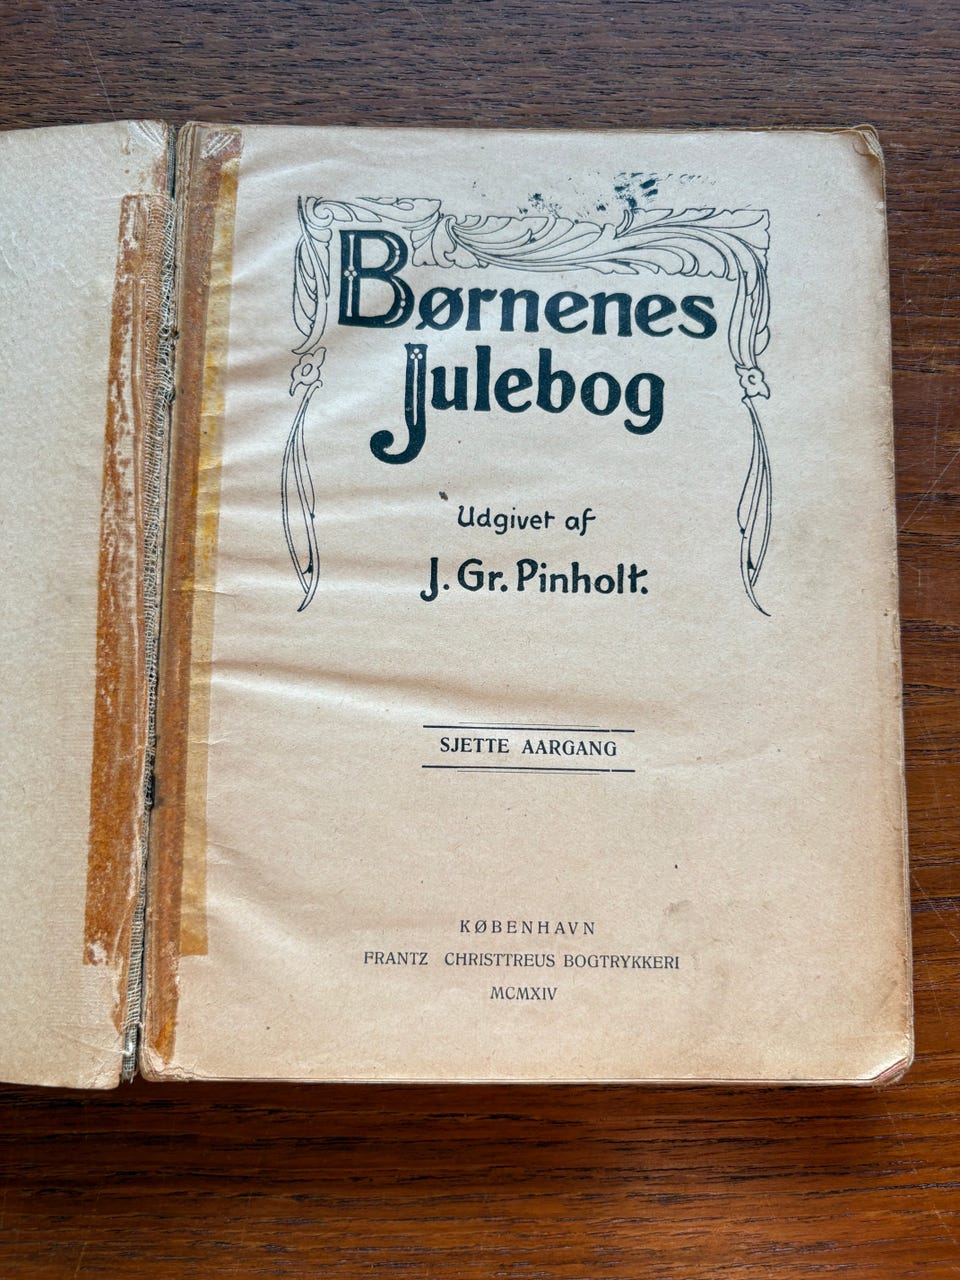 Børnenes
Julebog
Udgivet af
J. Gr. Pinholt.
SJETTE AARGANG
KØBENHAVN
FRANTZ CHRISTTREUS BOGTRYKKERI
MCMXIV